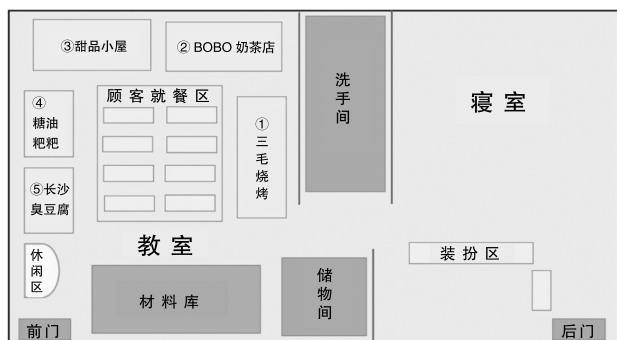 ③甜品小屋
② BOBO 奶茶店
洗手间
寝室
④
糖油
粑粑
顾客就餐区
①三毛烧烤
⑤长沙
臭豆腐
教室
休闲区
装扮区
材料库
储物间
前门
后门